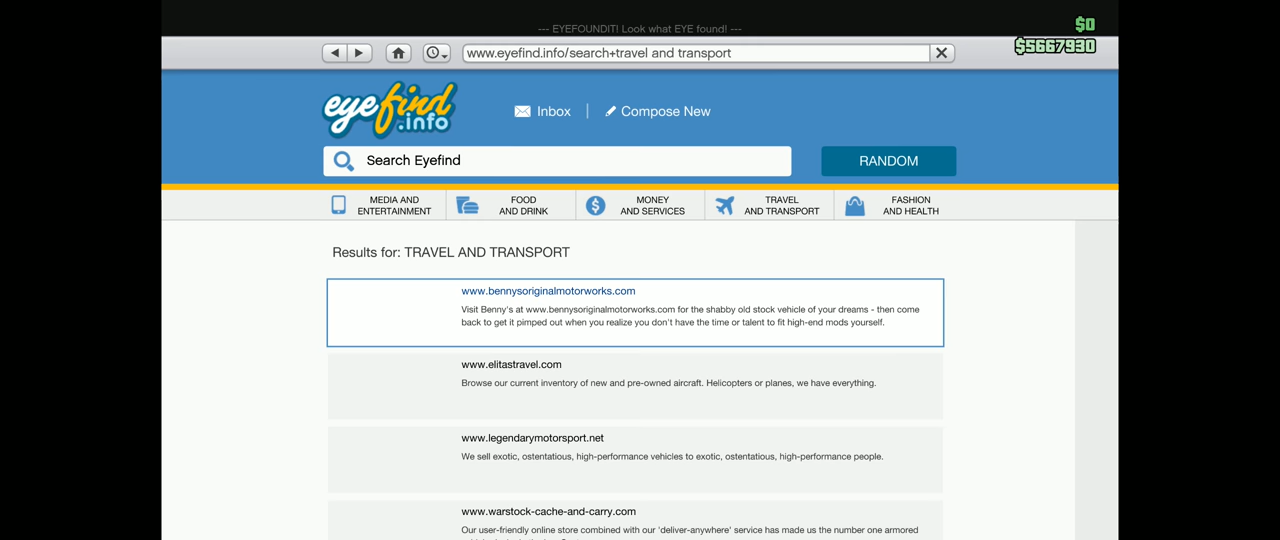 --- EYEFOUNDIT! Look what EYE found! ---
$0
$5667930
www.eyefind.info/search+travel and transport
eyefind.info
Inbox | Compose New
Search Eyefind
RANDOM
MEDIA AND ENTERTAINMENT
FOOD AND DRINK
MONEY AND SERVICES
TRAVEL AND TRANSPORT
FASHION AND HEALTH
Results for: TRAVEL AND TRANSPORT
www.bennysoriginalmotorworks.com
Visit Benny's at www.bennysoriginalmotorworks.com for the shabby old stock vehicle of your dreams - then come
back to get it pimped out when you realize you don't have the time or talent to fit high-end mods yourself.
www.elitastravel.com
Browse our current inventory of new and pre-owned aircraft. Helicopters or planes, we have everything.
www.legendarymotorsport.net
We sell exotic, ostentatious, high-performance vehicles to exotic, ostentatious, high-performance people.
www.warstock-cache-and-carry.com
Our user-friendly online store combined with our 'deliver-anywhere' service has made us the number one armored